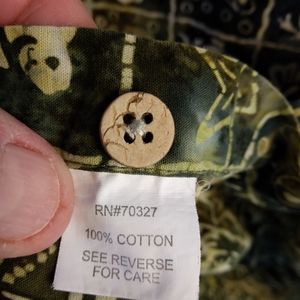 RN#70327
100% COTTON
SEE REVERSE
FOR CARE